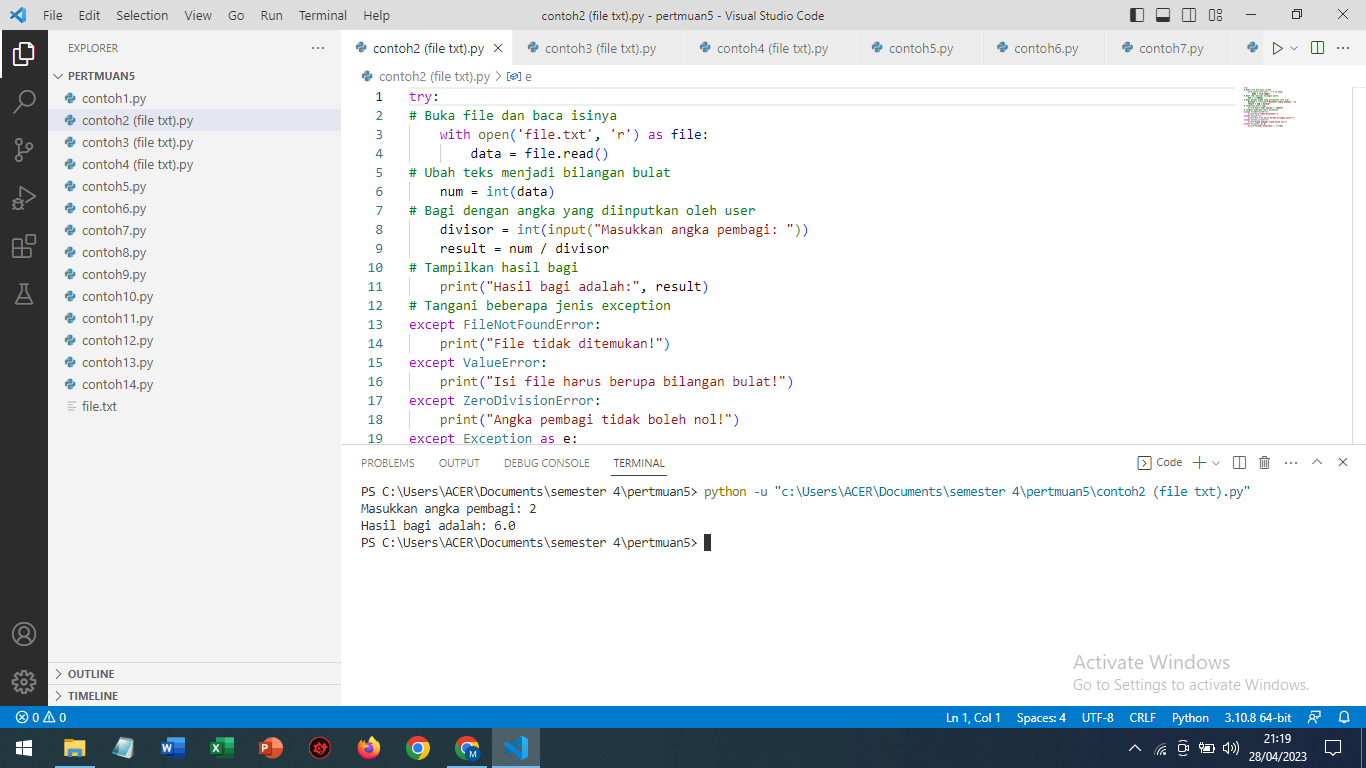 File Edit Selection View Go Run Terminal Help
contoh2 (file txt).py - pertmuan5 - Visual Studio Code
EXPLORER
PERTMUAN5
contoh1.py
contoh2 (file txt).py
contoh3 (file txt).py
contoh4 (file txt).py
contoh5.py
contoh6.py
contoh7.py
contoh8.py
contoh9.py
contoh10.py
contoh11.py
contoh12.py
contoh13.py
contoh14.py
file.txt
OUTLINE
TIMELINE
contoh2 (file txt).py contoh3 (file txt).py contoh4 (file txt).py contoh5.py contoh6.py contoh7.py
contoh2 (file txt).py > e
1 try:
2 # Buka file dan baca isinya
3     with open('file.txt', 'r') as file:
4         data = file.read()
5 # Ubah teks menjadi bilangan bulat
6     num = int(data)
7 # Bagi dengan angka yang diinputkan oleh user
8     divisor = int(input("Masukkan angka pembagi: "))
9     result = num / divisor
10 # Tampilkan hasil bagi
11     print("Hasil bagi adalah:", result)
12 # Tangani beberapa jenis exception
13 except FileNotFoundError:
14     print("File tidak ditemukan!")
15 except ValueError:
16     print("Isi file harus berupa bilangan bulat!")
17 except ZeroDivisionError:
18     print("Angka pembagi tidak boleh nol!")
19 except Exception as e:
PROBLEMS OUTPUT DEBUG CONSOLE TERMINAL
Code
PS C:\Users\ACER\Documents\semester 4\pertmuan5> python -u "c:\Users\ACER\Documents\semester 4\pertmuan5\contoh2 (file txt).py"
Masukkan angka pembagi: 2
Hasil bagi adalah: 6.0
PS C:\Users\ACER\Documents\semester 4\pertmuan5>
Activate Windows
Go to Settings to activate Windows.
0 0
Ln 1, Col 1 Spaces: 4 UTF-8 CRLF Python 3.10.8 64-bit
21:19
28/04/2023